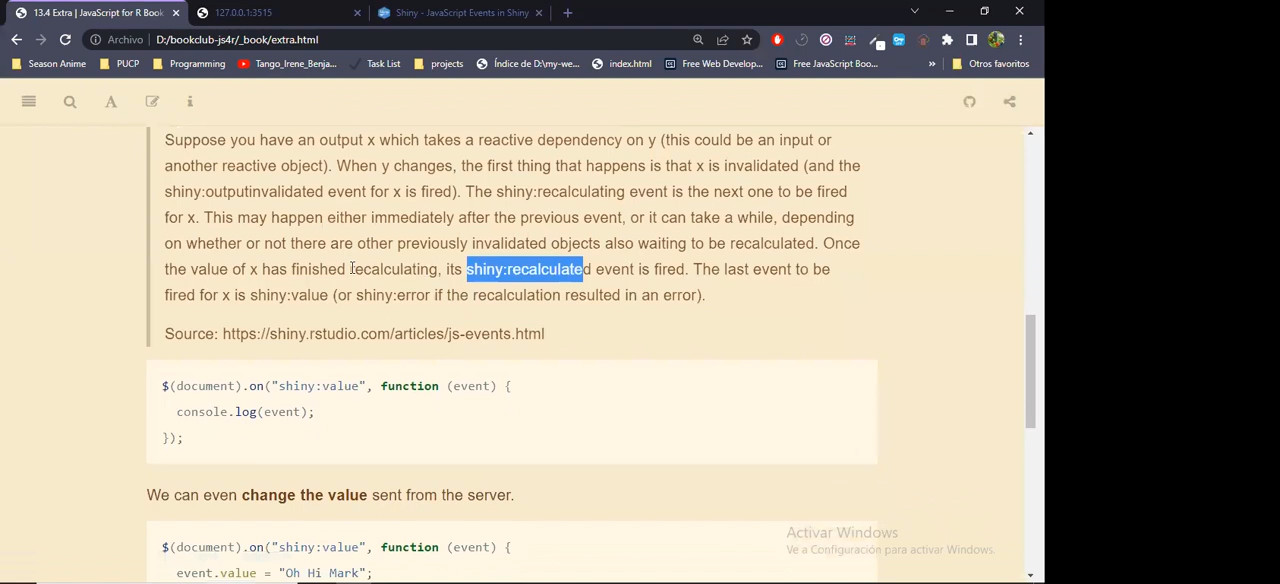 13.4 Extra | JavaScript for R Book
127.0.0.1:3515
Shiny - JavaScript Events in Shiny
Archivo
D:/bookclub-js4r/_book/extra.html
Season Anime
PUCP
Programming
Tango_Irene_Benja...
Task List
projects
Índice de D:\my-we...
index.html
Free Web Develop...
Free JavaScript Boo...
»
Otros favoritos
Suppose you have an output x which takes a reactive dependency on y (this could be an input or
another reactive object). When y changes, the first thing that happens is that x is invalidated (and the
shiny:outputinvalidated event for x is fired). The shiny:recalculating event is the next one to be fired
for x. This may happen either immediately after the previous event, or it can take a while, depending
on whether or not there are other previously invalidated objects also waiting to be recalculated. Once
the value of x has finished recalculating, its shiny:recalculated event is fired. The last event to be
fired for x is shiny:value (or shiny:error if the recalculation resulted in an error).
Source: https://shiny.rstudio.com/articles/js-events.html
$(document).on("shiny:value", function (event) {
console.log(event);
});
We can even change the value sent from the server.
$(document).on("shiny:value", function (event) {
event.value = "Oh Hi Mark";
Activar Windows
Ve a Configuración para activar Windows.